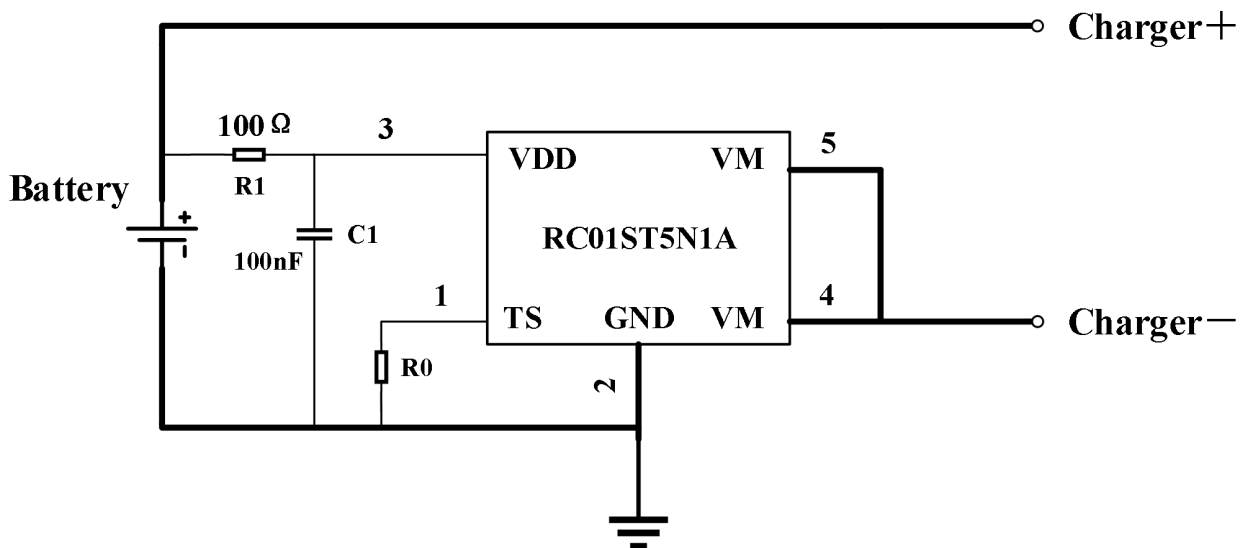 Charger+
100Ω
3
VDD
VM
5
R1
Battery
+
-
C1
100nF
RC01ST5N1A
1
4
TS
GND
VM
Charger-
R0
2